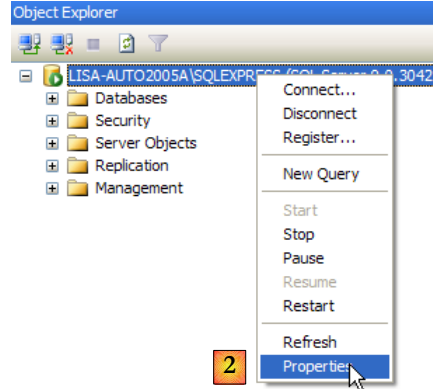 Object Explorer
LISA-AUTO2005A\SQLEXPRESS (SQL Server 9.0.3042
Databases
Security
Server Objects
Replication
Management
Connect...
Disconnect
Register...
New Query
Start
Stop
Pause
Resume
Restart
Refresh
2
Properties